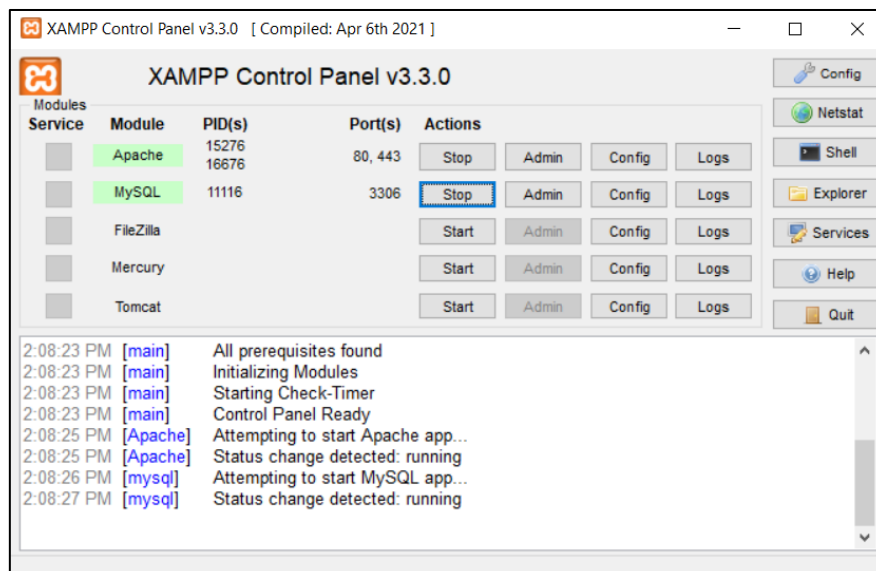 XAMPP Control Panel v3.3.0 [ Compiled: Apr 6th 2021 ]
XAMPP Control Panel v3.3.0
Modules
Service Module PID(s) Port(s) Actions
Apache 15276 16676 80, 443 Stop Admin Config Logs
MySQL 11116 3306 Stop Admin Config Logs
FileZilla Start Admin Config Logs
Mercury Start Admin Config Logs
Tomcat Start Admin Config Logs
Config
Netstat
Shell
Explorer
Services
Help
Quit
2:08:23 PM [main] All prerequisites found
2:08:23 PM [main] Initializing Modules
2:08:23 PM [main] Starting Check-Timer
2:08:23 PM [main] Control Panel Ready
2:08:25 PM [Apache] Attempting to start Apache app...
2:08:25 PM [Apache] Status change detected: running
2:08:26 PM [mysql] Attempting to start MySQL app...
2:08:27 PM [mysql] Status change detected: running